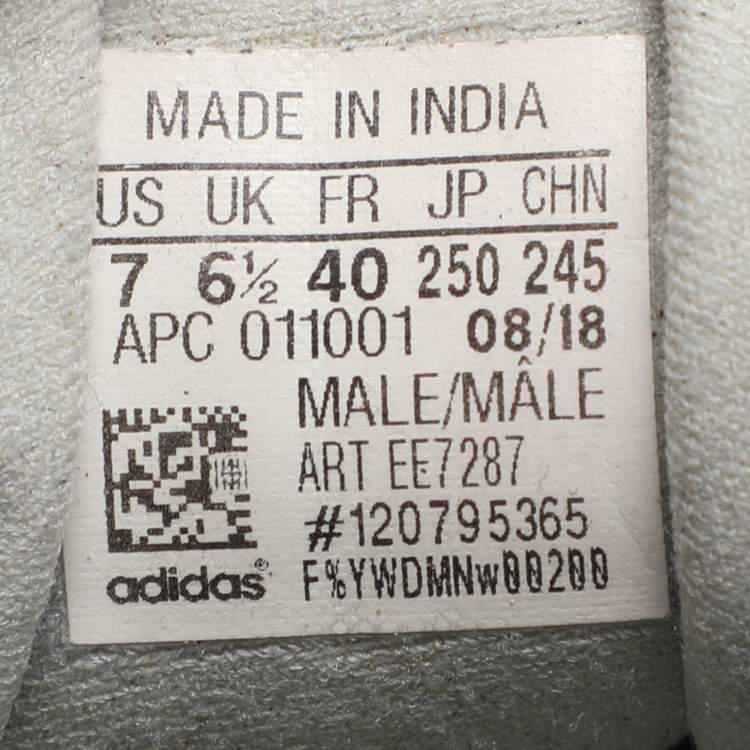 MADE IN INDIA
US UK FR JP CHN
7 6½ 40 250 245
APC 011001 08/18
MALE/MÂLE
ART EE7287
#120795365
adidas® F%YWDMNw00200